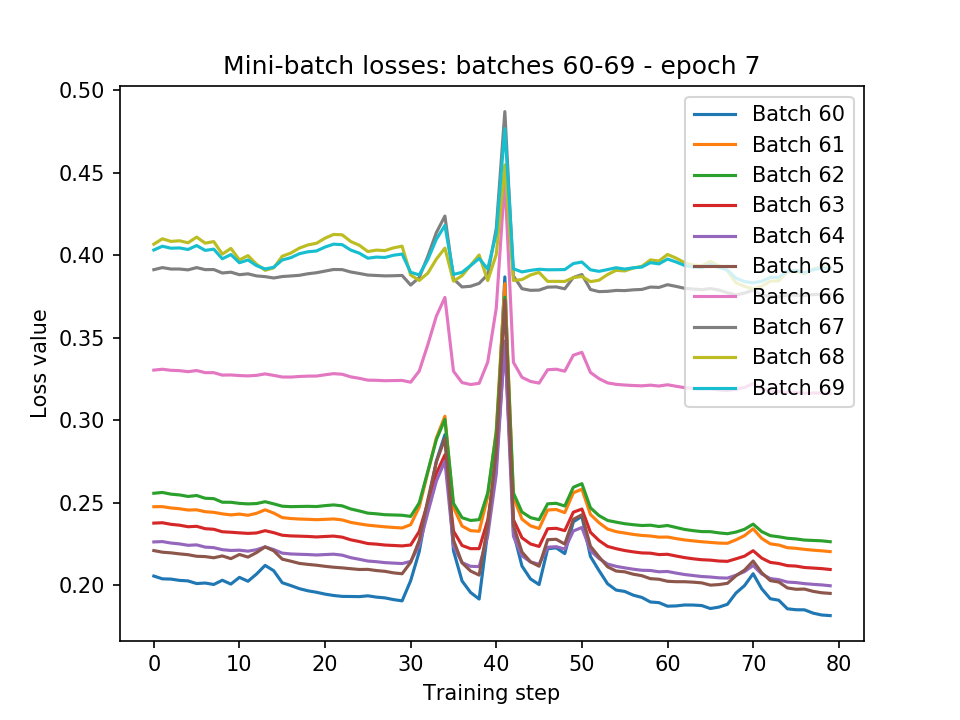 Mini-batch losses: batches 60-69 - epoch 7
0.50
0.45
0.40
0.35
0.30
0.25
0.20
Loss value
Batch 60
Batch 61
Batch 62
Batch 63
Batch 64
Batch 65
Batch 66
Batch 67
Batch 68
Batch 69
0 10 20 30 40 50 60 70 80
Training step